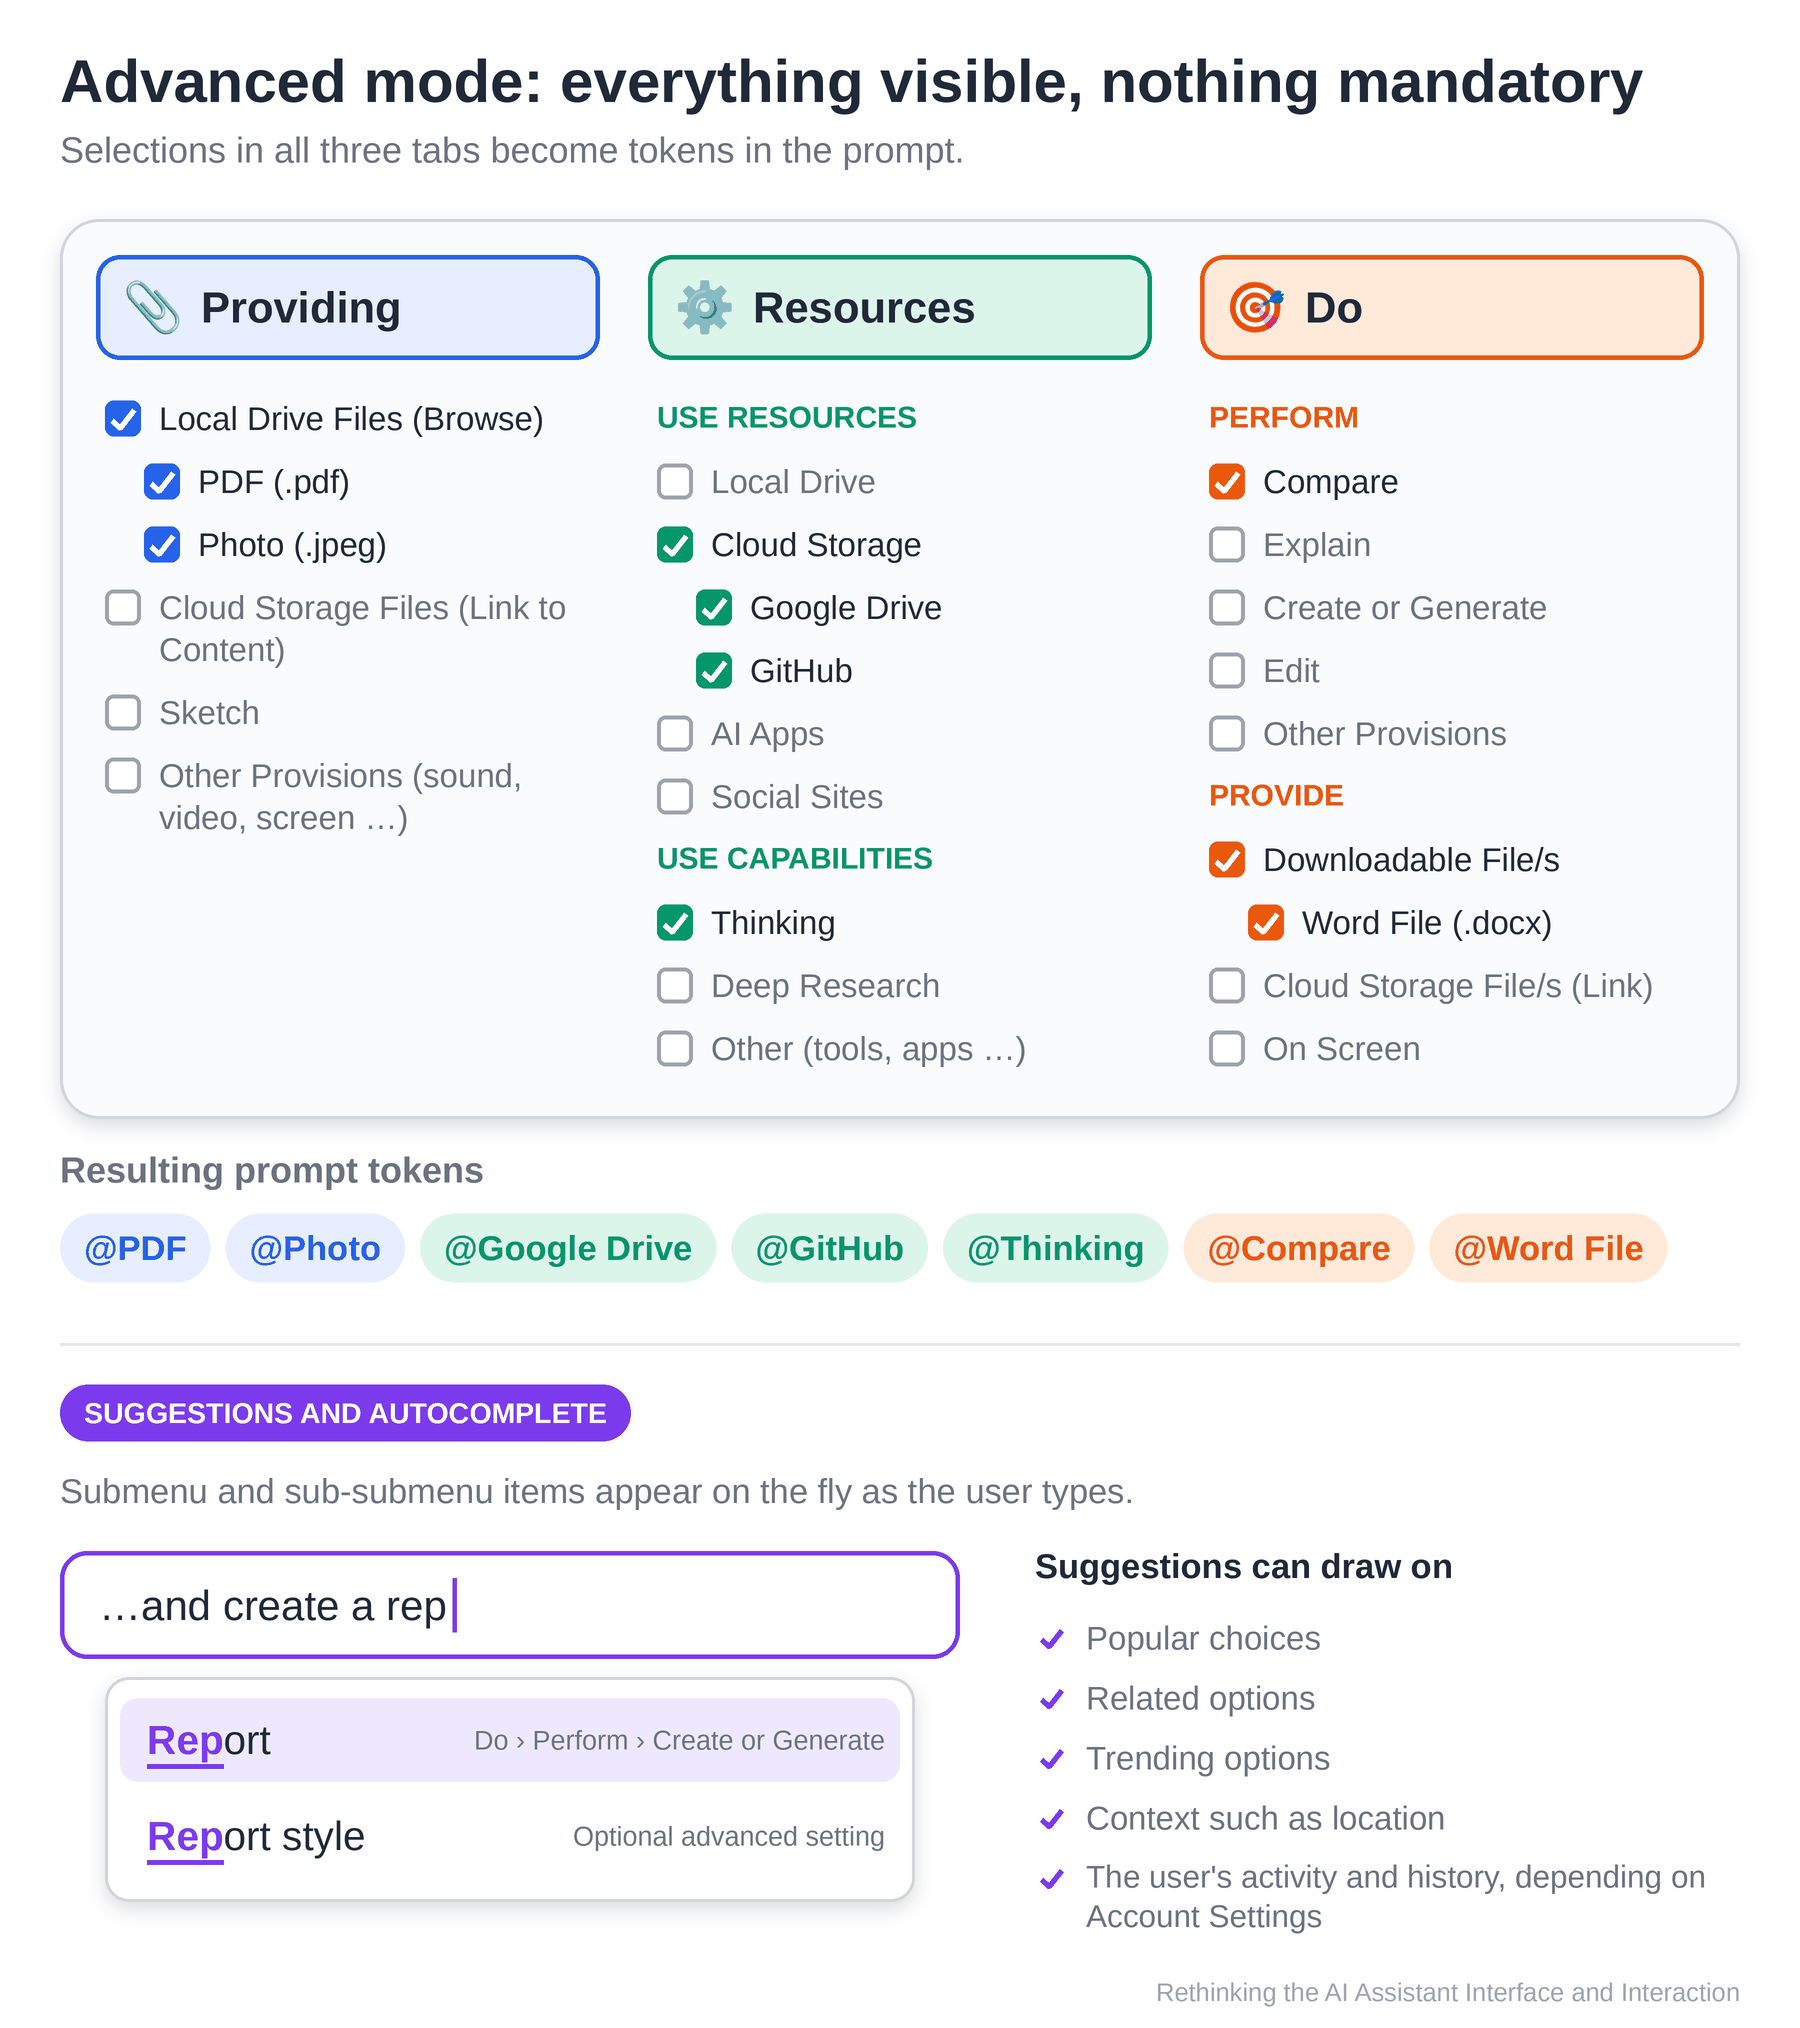 Advanced mode: everything visible, nothing mandatory
Selections in all three tabs become tokens in the prompt.
Providing
Local Drive Files (Browse)
PDF (.pdf)
Photo (.jpeg)
Cloud Storage Files (Link to
Content)
Sketch
Other Provisions (sound,
video, screen …)
Resources
USE RESOURCES
Local Drive
Cloud Storage
Google Drive
GitHub
AI Apps
Social Sites
USE CAPABILITIES
Thinking
Deep Research
Other (tools, apps …)
Do
PERFORM
Compare
Explain
Create or Generate
Edit
Other Provisions
PROVIDE
Downloadable File/s
Word File (.docx)
Cloud Storage File/s (Link)
On Screen
Resulting prompt tokens
@PDF @Photo @Google Drive @GitHub @Thinking @Compare @Word File
SUGGESTIONS AND AUTOCOMPLETE
Submenu and sub-submenu items appear on the fly as the user types.
…and create a rep
Report Do › Perform › Create or Generate
Report style Optional advanced setting
Suggestions can draw on
Popular choices
Related options
Trending options
Context such as location
The user's activity and history, depending on
Account Settings
Rethinking the AI Assistant Interface and Interaction